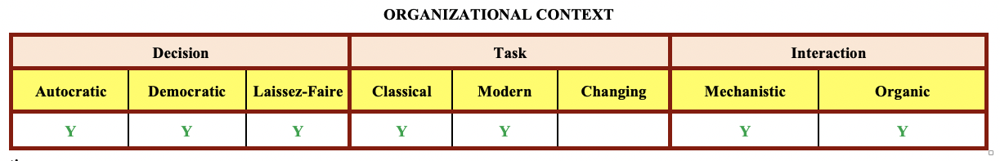 ORGANIZATIONAL CONTEXT
Decision Task Interaction
Autocratic Democratic Laissez-Faire Classical Modern Changing Mechanistic Organic
Y Y Y Y Y Y Y